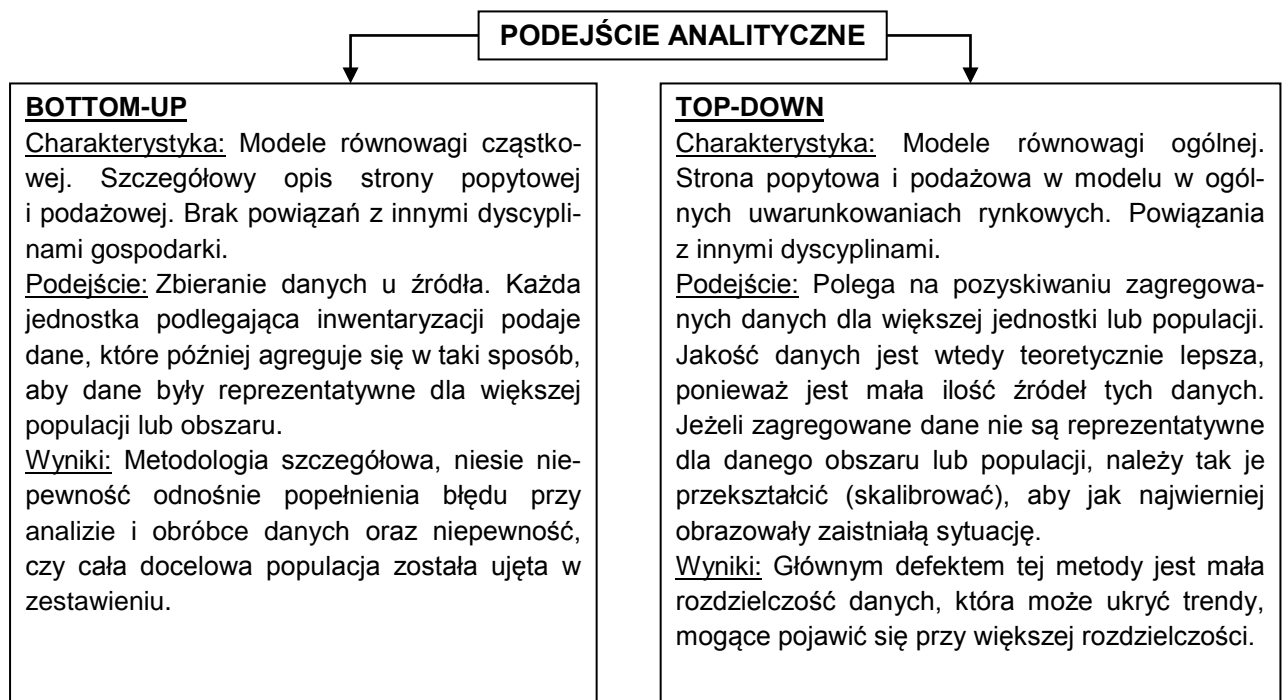 PODEJŚCIE ANALITYCZNE
BOTTOM-UP
Charakterystyka: Modele równowagi cząstko-
wej. Szczegółowy opis strony popytowej
i podażowej. Brak powiązań z innymi dyscypli-
nami gospodarki.
Podejście: Zbieranie danych u źródła. Każda
jednostka podlegająca inwentaryzacji podaje
dane, które później agreguje się w taki sposób,
aby dane były reprezentatywne dla większej
populacji lub obszaru.
Wyniki: Metodologia szczegółowa, niesie nie-
pewność odnośnie popełnienia błędu przy
analizie i obróbce danych oraz niepewność,
czy cała docelowa populacja została ujęta w
zestawieniu.
TOP-DOWN
Charakterystyka: Modele równowagi ogólnej.
Strona popytowa i podażowa w modelu w ogól-
nych uwarunkowaniach rynkowych. Powiązania
z innymi dyscyplinami.
Podejście: Polega na pozyskiwaniu zagregowa-
nych danych dla większej jednostki lub populacji.
Jakość danych jest wtedy teoretycznie lepsza,
ponieważ jest mała ilość źródeł tych danych.
Jeżeli zagregowane dane nie są reprezentatywne
dla danego obszaru lub populacji, należy tak je
przekształcić (skalibrować), aby jak najwierniej
obrazowały zaistniałą sytuację.
Wyniki: Głównym defektem tej metody jest mała
rozdzielczość danych, która może ukryć trendy,
mogące pojawić się przy większej rozdzielczości.